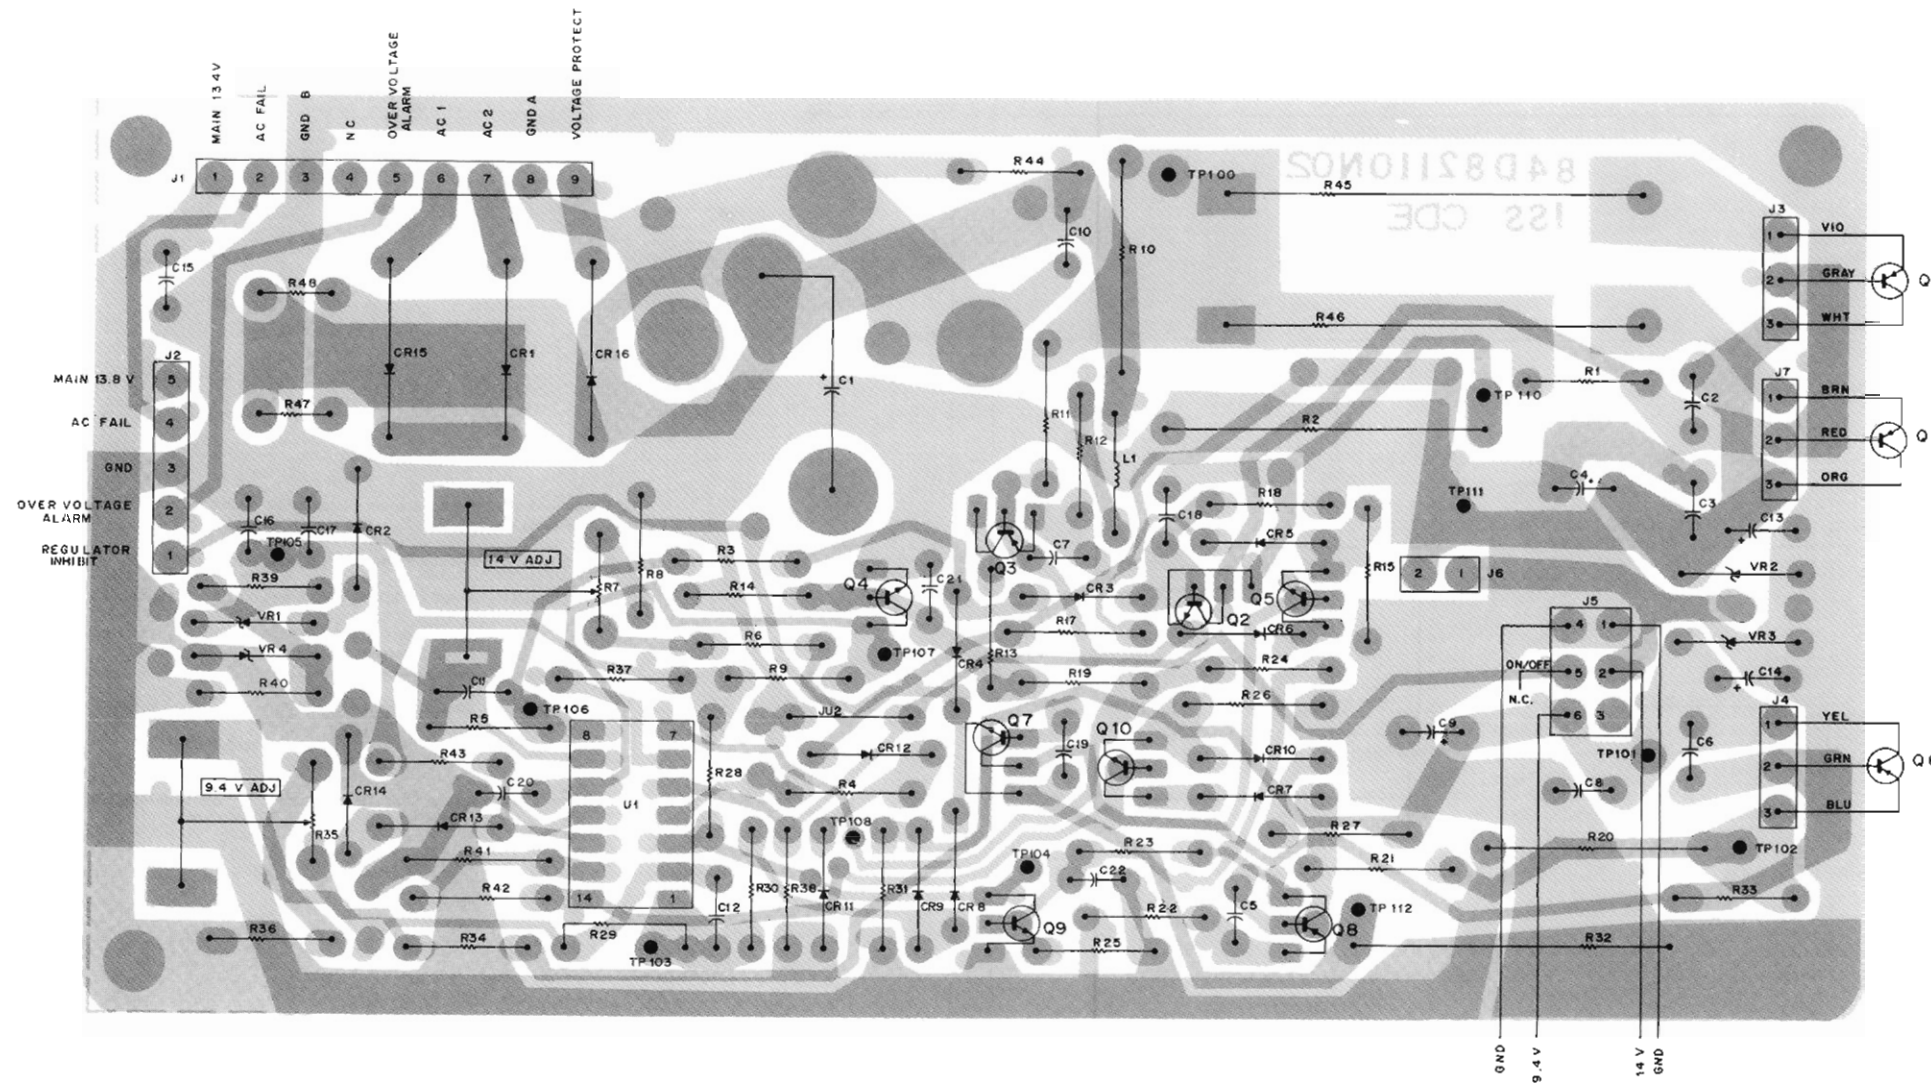 MAIN 13 4V
AC FAIL
GND B
NC
OVER VOLTAGE
ALARM
AC 1
AC 2
GND A
VOLTAGE PROTECT
J1
1 2 3 4 5 6 7 8 9
R44
TP100
R45
84D82110N02
ISS CDE
J3
1 VIO
2 GRAY
Q
3 WHT
C15
R48
C10
R10
R46
J2
CR15
CR1
CR16
+ C1
MAIN 13.8 V
5
R47
AC FAIL
4
R11
R12
L1
R2
TP 110
R1
C2
J7
1 BRN
2 RED
Q
3 ORG
GND
3
OVER VOLTAGE
ALARM
2
REGULATOR
INHIBIT
1
C16
TP105
C17
CR2
14 V ADJ
R7
R8
R3
R14
Q4
C21
Q3
C7
C18
R18
CR5
R15
C4+
TP111
C3
C13
+
2 1 J6
VR2
R39
VR1
VR4
R40
R6
R9
TP107
CR4
R13
CR3
R17
R19
Q2
Q5
CR6
R24
R26
J5
4 1
5 2
6 3
ON/OFF
N.C.
VR3
C14
+
C11
R5
TP106
R37
JU2
CR12
R4
Q7
C19
Q10
CR10
CR7
C9
+
TP101
C8
C6
J4
1 YEL
2 GRN
3 BLU
9.4 V ADJ
R35
CR14
R43
C20
CR13
R41
R42
8 7
U1
14 1
R28
TP108
TP104
R23
C22
R27
R21
R20
TP102
R33
R36
R34
R29
TP103
C12
R30
R38
CR11
R31
CR9
CR8
Q9
R22
R25
C5
Q8
TP 112
R32
GND
9.4 V
14 V
GND